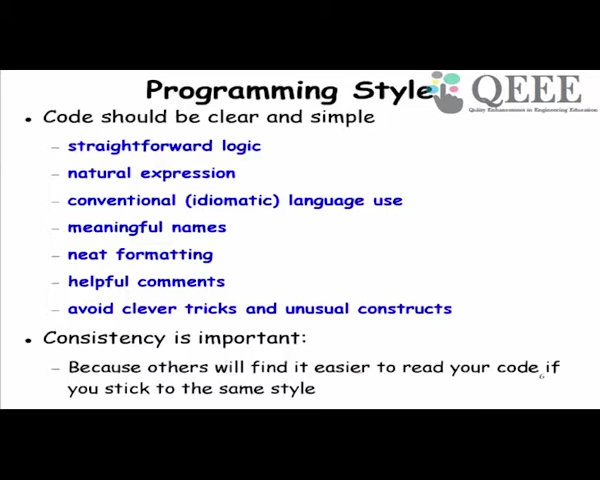 Programming Style
QEEE
Quality Enhancement in Engineering Education
• Code should be clear and simple
– straightforward logic
– natural expression
– conventional (idiomatic) language use
– meaningful names
– neat formatting
– helpful comments
– avoid clever tricks and unusual constructs
• Consistency is important:
– Because others will find it easier to read your code if
you stick to the same style
6